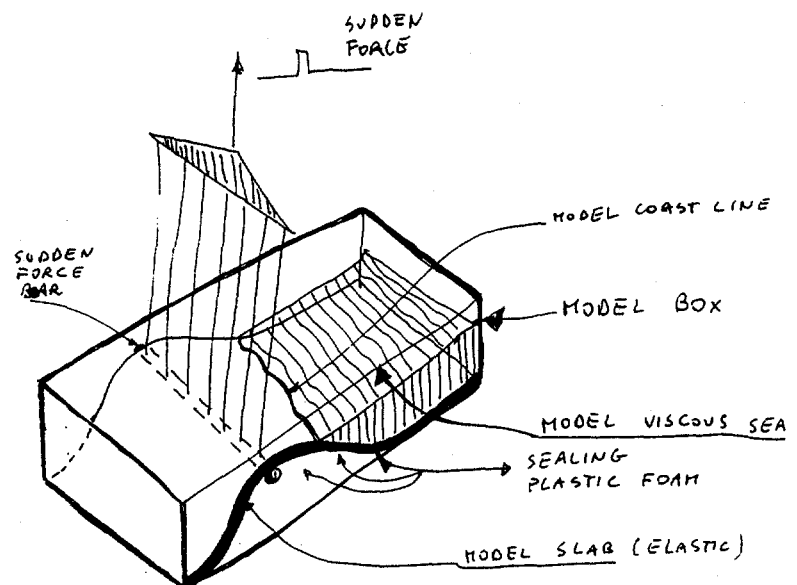 SUDDEN
FORCE
MODEL COAST LINE
SUDDEN
FORCE
BAR
MODEL BOX
MODEL VISCOUS SEA
SEALING
PLASTIC FOAM
MODEL SLAB (ELASTIC)